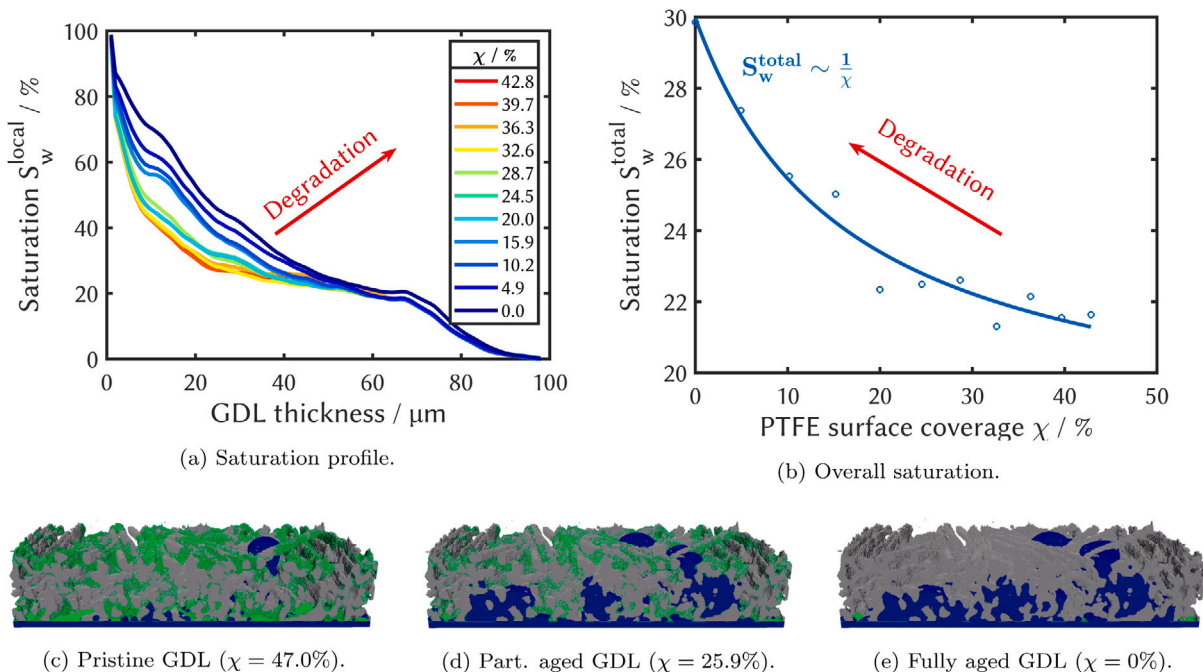 100
80
60
40
20
0
Saturation S_w^local / %
0 20 40 60 80 100
GDL thickness / μm
Degradation
χ / %
42.8
39.7
36.3
32.6
28.7
24.5
20.0
15.9
10.2
4.9
0.0
(a) Saturation profile.
30
28
26
24
22
20
Saturation S_w^total / %
0 10 20 30 40 50
PTFE surface coverage χ / %
S_w^total ∼ 1/χ
Degradation
(b) Overall saturation.
(c) Pristine GDL (χ = 47.0%).
(d) Part. aged GDL (χ = 25.9%).
(e) Fully aged GDL (χ = 0%).